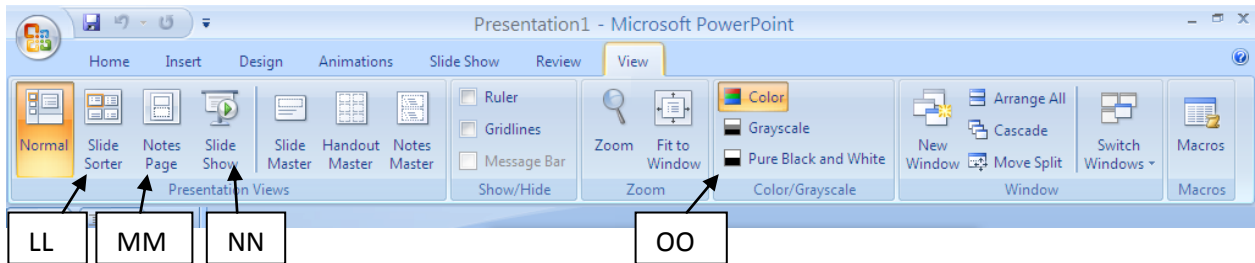 Presentation1 - Microsoft PowerPoint
Home Insert Design Animations Slide Show Review View
Normal
Slide Sorter
Notes Page
Slide Show
Slide Master
Handout Master
Notes Master
Presentation Views
Ruler
Gridlines
Message Bar
Show/Hide
Zoom
Fit to Window
Zoom
Color
Grayscale
Pure Black and White
Color/Grayscale
New Window
Arrange All
Cascade
Move Split
Switch Windows
Window
Macros
Macros
LL MM NN OO